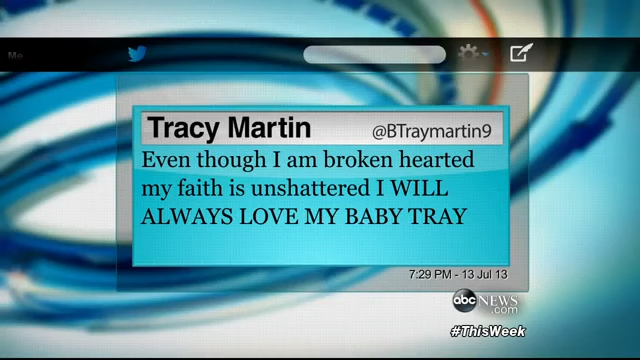 Me
Tracy Martin @BTraymartin9
Even though I am broken hearted
my faith is unshattered I WILL
ALWAYS LOVE MY BABY TRAY
7:29 PM - 13 Jul 13
abc NEWS
.com
#ThisWeek